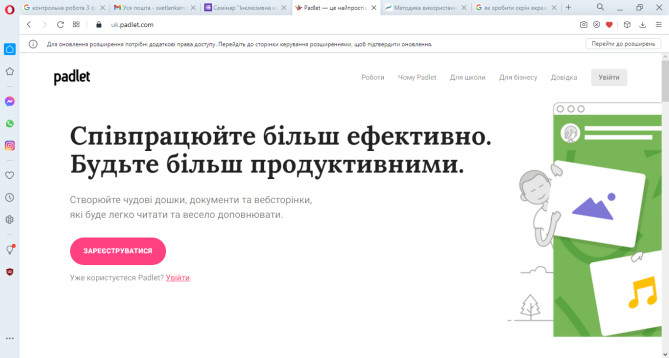 контрольна робота 3 с
Уся пошта - svetlankar
Семінар "Інклюзивна о
Padlet — це найпрості
Методика використан
як зробити скрін екран
uk.padlet.com
Для оновлення розширення потрібні додаткові права доступу. Перейдіть до сторінки керування розширеннями, щоб підтвердити оновлення.
Перейти до розширень
padlet
Роботи
Чому Padlet
Для школи
Для бізнесу
Довідка
Увійти
Співпрацюйте більш ефективно.
Будьте більш продуктивними.
Створюйте чудові дошки, документи та вебсторінки,
які буде легко читати та весело доповнювати.
ЗАРЕЄСТРУВАТИСЯ
Уже користуєтеся Padlet? Увійти